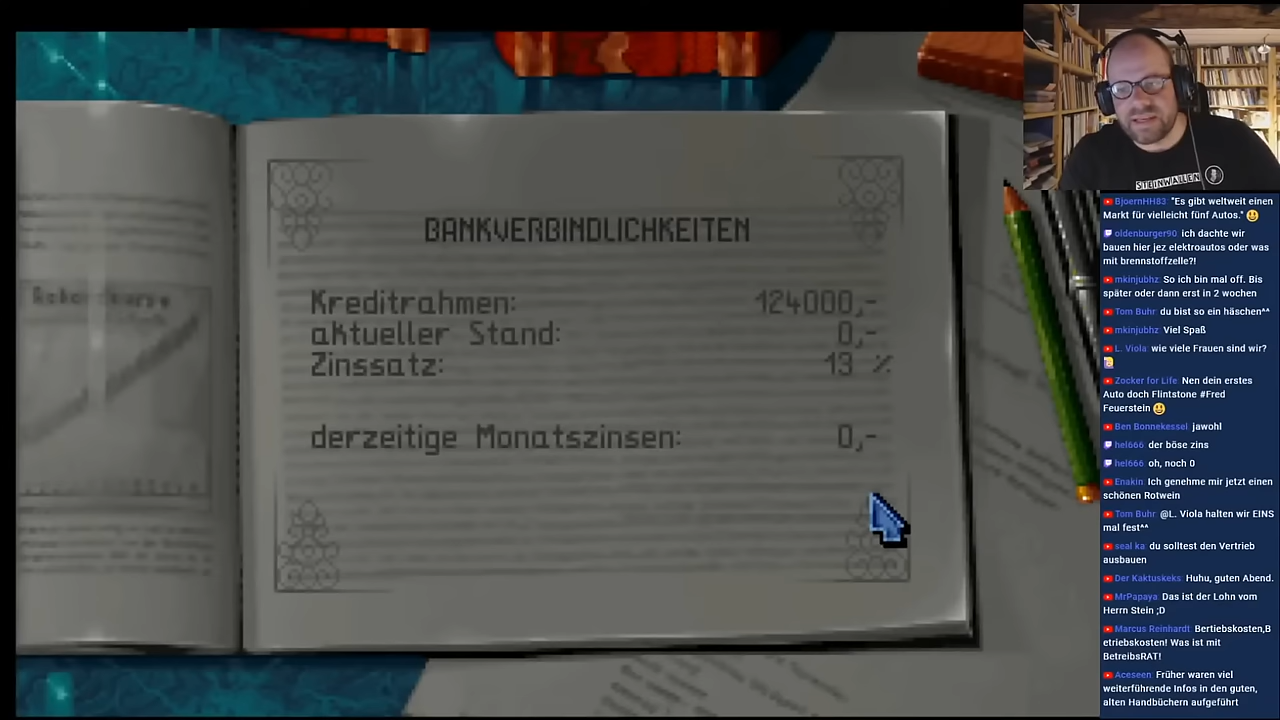 BANKVERBINDLICHKEITEN
Kreditrahmen: 124000,-
aktueller Stand: 0,-
Zinssatz: 13 %
derzeitige Monatszinsen: 0,-
STEINWALLEN
BjoernHH83 "Es gibt weltweit einen
Markt für vielleicht fünf Autos."
oldenburger90: ich dachte wir
bauen hier jez elektroautos oder was
mit brennstoffzelle?!
mkinjubhz: So ich bin mal off. Bis
später oder dann erst in 2 wochen
Tom Buhr: du bist so ein häschen^^
mkinjubhz: Viel Spaß
L. Viola: wie viele Frauen sind wir?
Zocker for Life: Nen dein erstes
Auto doch Flintstone #Fred
Feuerstein
Ben Bonnekessel: jawohl
hel666: der böse zins
hel666: oh, noch 0
Enakin: Ich genehme mir jetzt einen
schönen Rotwein
Tom Buhr: @L. Viola halten wir EINS
mal fest^^
seal ka: du solltest den Vertrieb
ausbauen
Der Kaktuskeks: Huhu, guten Abend.
MrPapaya: Das ist der Lohn vom
Herrn Stein ;D
Marcus Reinhardt: Bertiebskosten,B
etriebskosten! Was ist mit
BetreibsRAT!
Aceseen: Früher waren viel
weiterführende Infos in den guten,
alten Handbüchern aufgeführt